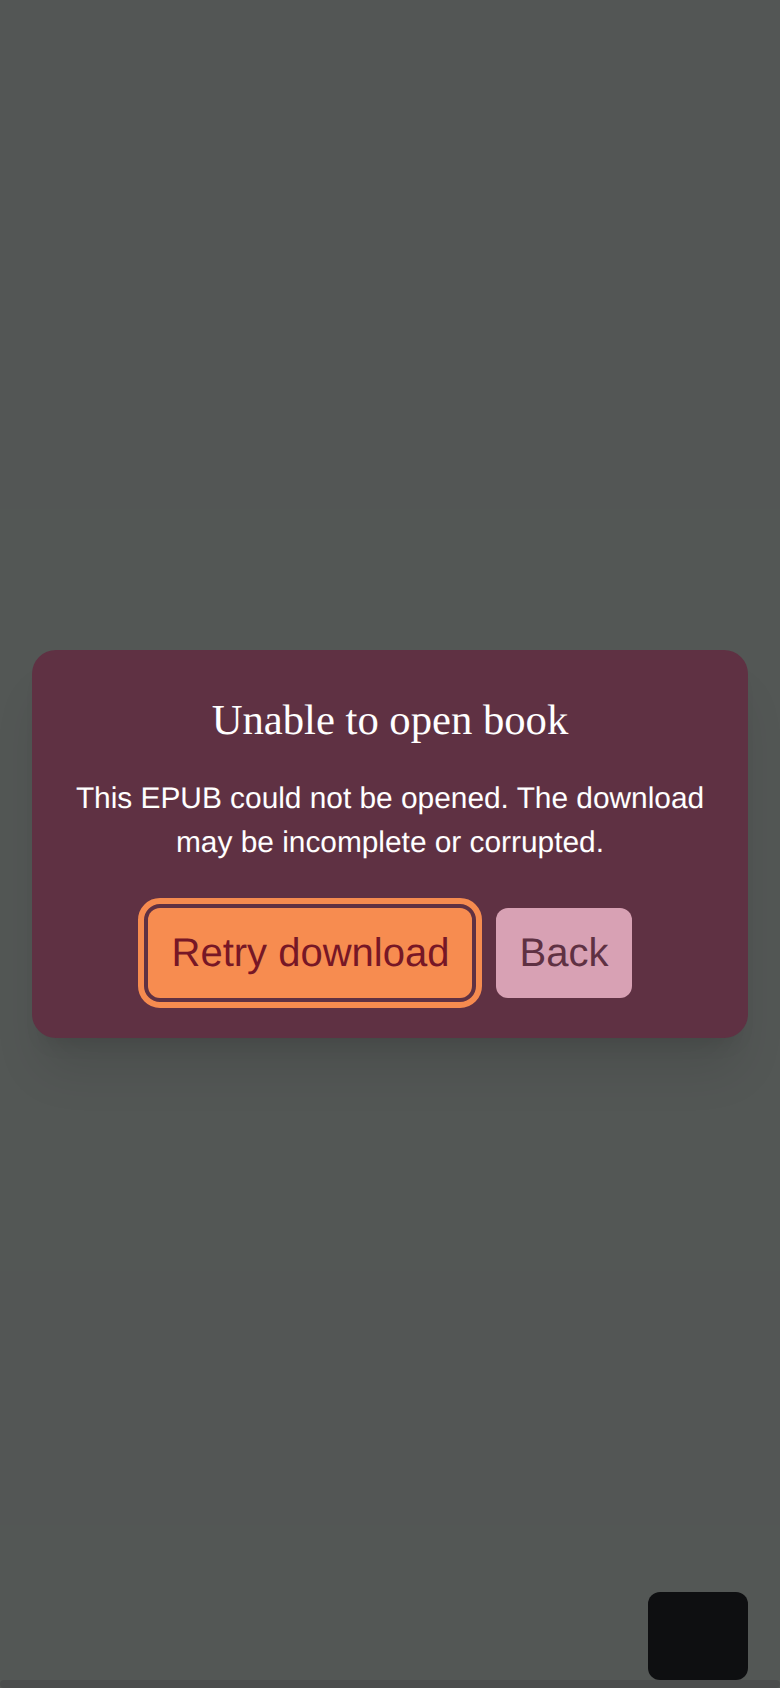 Unable to open book
This EPUB could not be opened. The download
may be incomplete or corrupted.
Retry download
Back